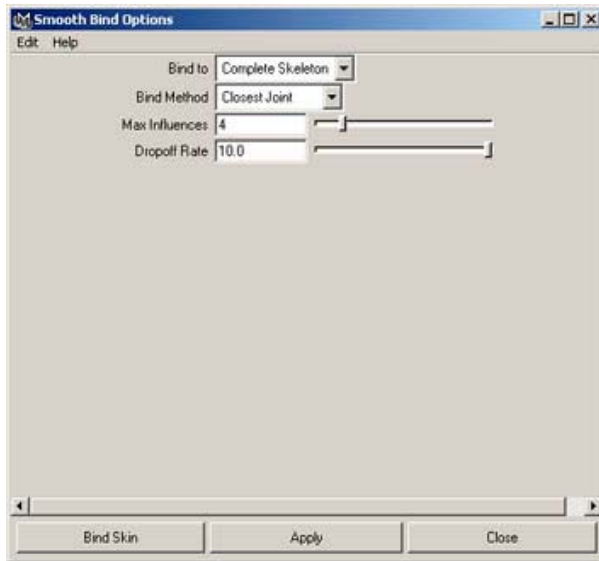 Smooth Bind Options
Edit Help
Bind to Complete Skeleton
Bind Method Closest Joint
Max Influences 4
Dropoff Rate 10.0
Bind Skin Apply Close